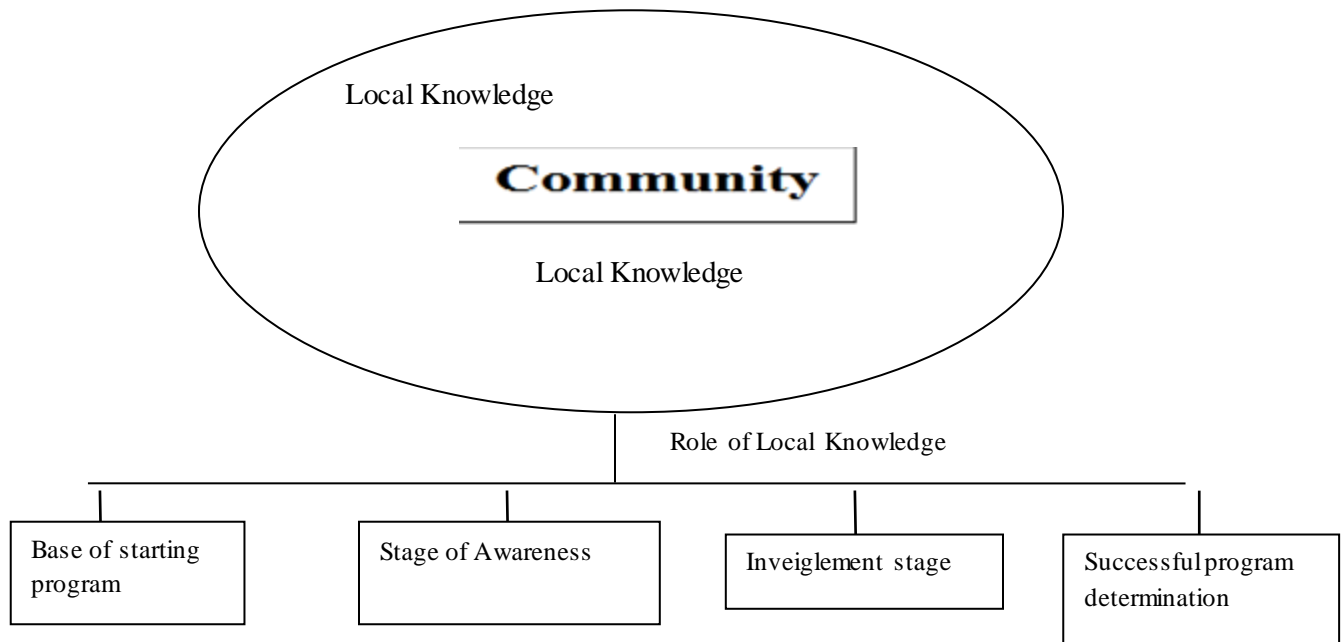 Local Knowledge
Community
Local Knowledge
Role of Local Knowledge
Base of starting
program
Stage of Awareness
Inveiglement stage
Successful program
determination